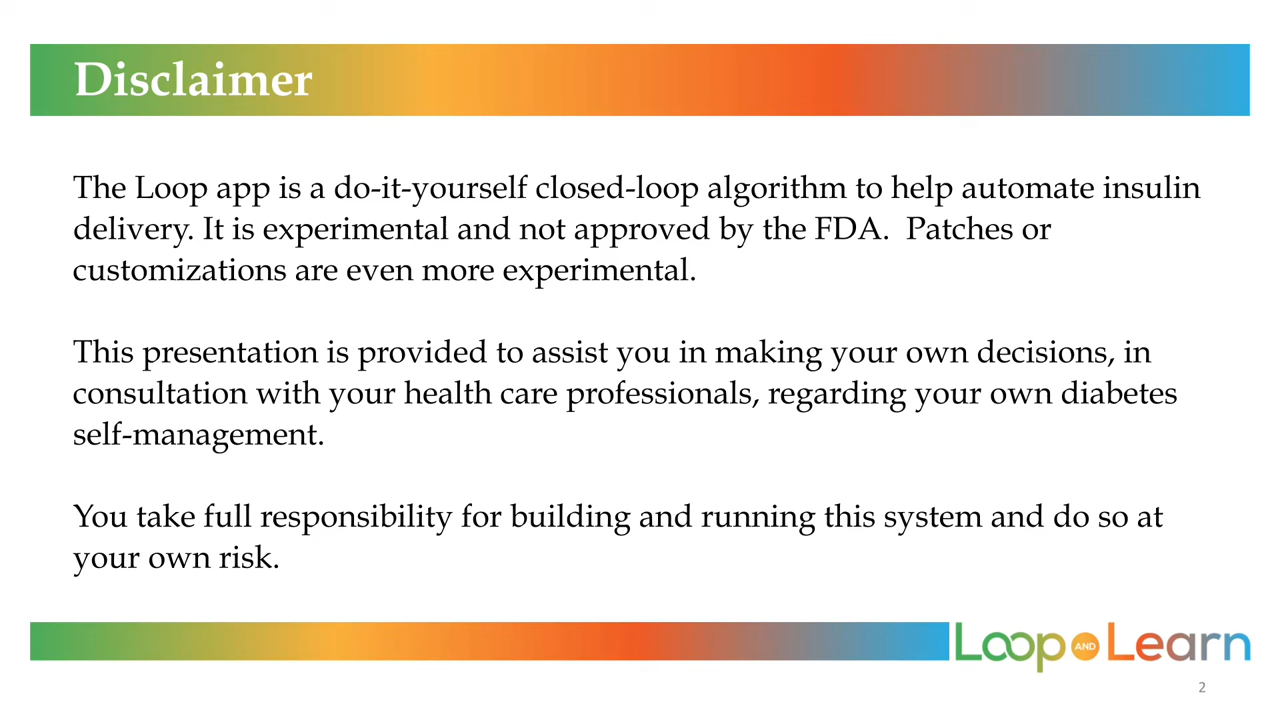 Disclaimer
The Loop app is a do-it-yourself closed-loop algorithm to help automate insulin
delivery. It is experimental and not approved by the FDA.  Patches or
customizations are even more experimental.
This presentation is provided to assist you in making your own decisions, in
consultation with your health care professionals, regarding your own diabetes
self-management.
You take full responsibility for building and running this system and do so at
your own risk.
Loop AND Learn
2